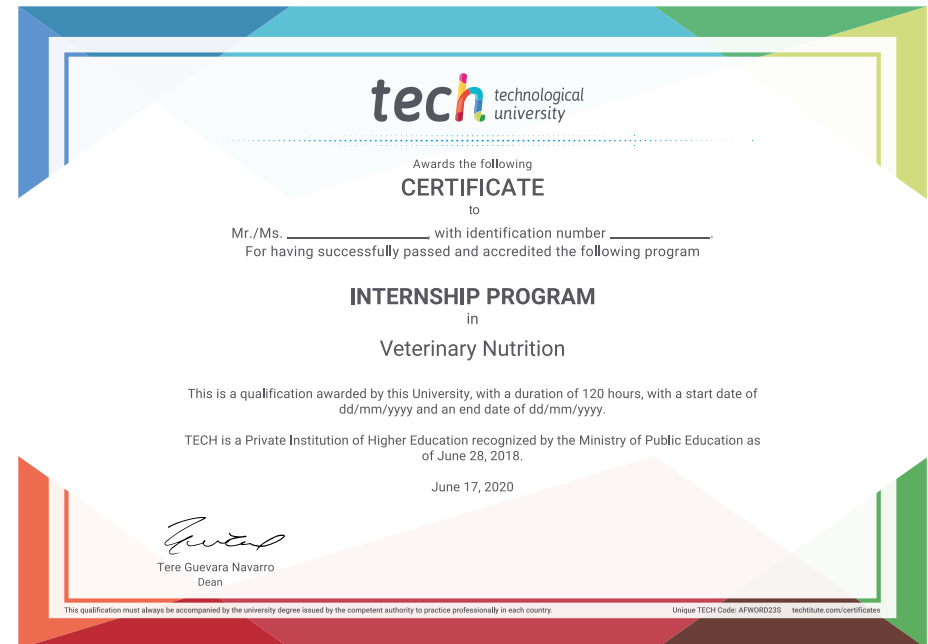 tech technological
university
Awards the following
CERTIFICATE
to
Mr./Ms. ____________________, with identification number ______________.
For having successfully passed and accredited the following program
INTERNSHIP PROGRAM
in
Veterinary Nutrition
This is a qualification awarded by this University, with a duration of 120 hours, with a start date of
dd/mm/yyyy and an end date of dd/mm/yyyy.
TECH is a Private Institution of Higher Education recognized by the Ministry of Public Education as
of June 28, 2018.
June 17, 2020
Tere Guevara Navarro
Dean
This qualification must always be accompanied by the university degree issued by the competent authority to practice professionally in each country. Unique TECH Code: AFWORD23S techtitute.com/certificates